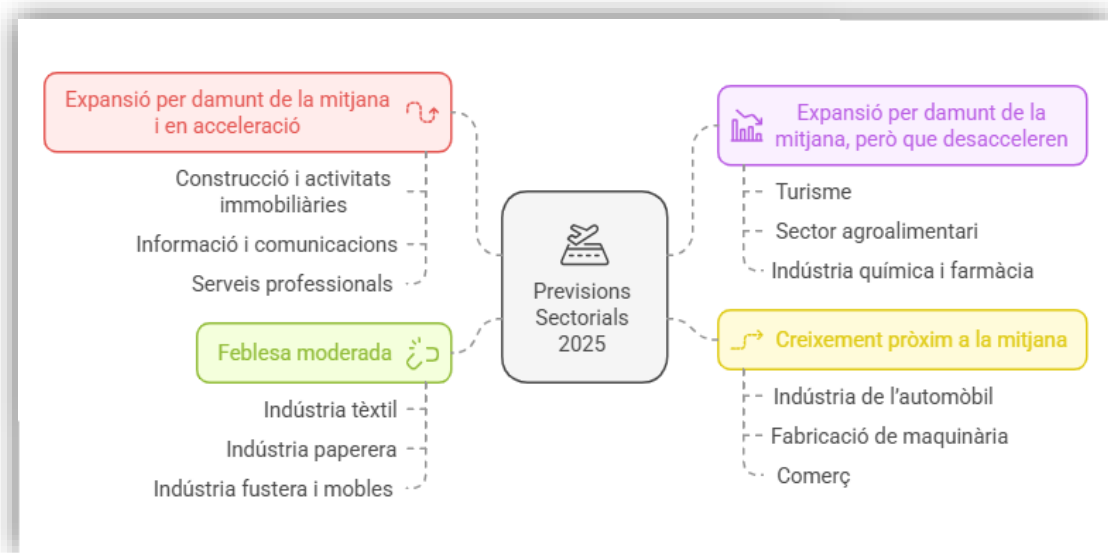 Expansió per damunt de la mitjana
i en acceleració
Construcció i activitats
immobiliàries
Informació i comunicacions
Serveis professionals
Feblesa moderada
Indústria tèxtil
Indústria paperera
Indústria fustera i mobles
Previsions
Sectorials
2025
Expansió per damunt de la
mitjana, però que desacceleren
Turisme
Sector agroalimentari
Indústria química i farmàcia
Creixement pròxim a la mitjana
Indústria de l'automòbil
Fabricació de maquinària
Comerç